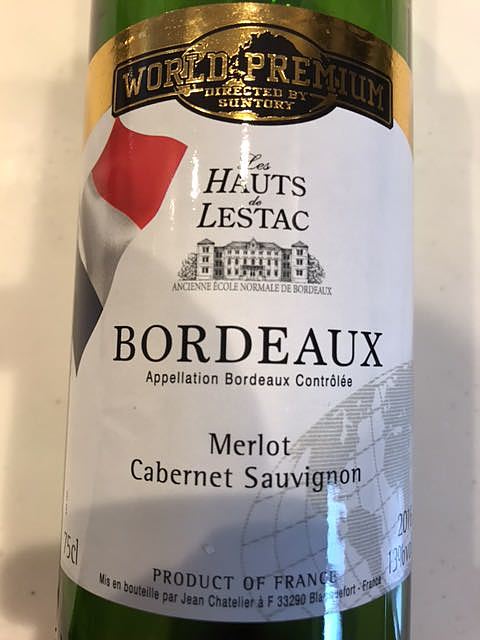 WORLD PREMIUM
DIRECTED BY
SUNTORY
Les
HAUTS
de
LESTAC
ANCIENNE ÉCOLE NORMALE DE BORDEAUX
BORDEAUX
Appellation Bordeaux Contrôlée
Merlot
Cabernet Sauvignon
75cl
PRODUCT OF FRANCE
Mis en bouteille par Jean Chatelier à F 33290 Blanquefort - France